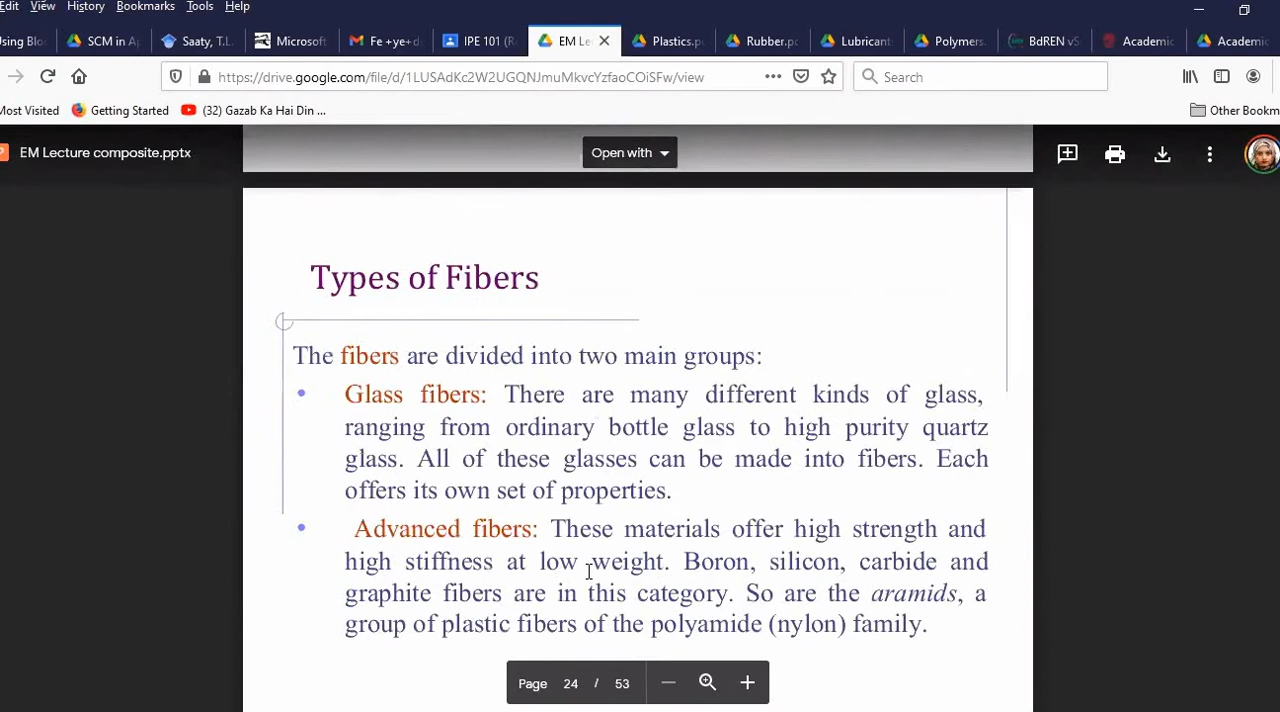 Edit View History Bookmarks Tools Help
sing Blo SCM in Ap Saaty, T.L. Microsoft Fe +ye+d IPE 101 (R EM Le Plastics.p Rubber.pc Lubricant Polymers. BdREN vS Academic Academic
https://drive.google.com/file/d/1LUSAdKc2W2UGQNJmuMkvcYzfaoCOiSFw/view Search
Most Visited Getting Started (32) Gazab Ka Hai Din ... Other Bookm
EM Lecture composite.pptx Open with
Types of Fibers
The fibers are divided into two main groups:
• Glass fibers: There are many different kinds of glass,
ranging from ordinary bottle glass to high purity quartz
glass. All of these glasses can be made into fibers. Each
offers its own set of properties.
• Advanced fibers: These materials offer high strength and
high stiffness at low weight. Boron, silicon, carbide and
graphite fibers are in this category. So are the aramids, a
group of plastic fibers of the polyamide (nylon) family.
Page 24 / 53